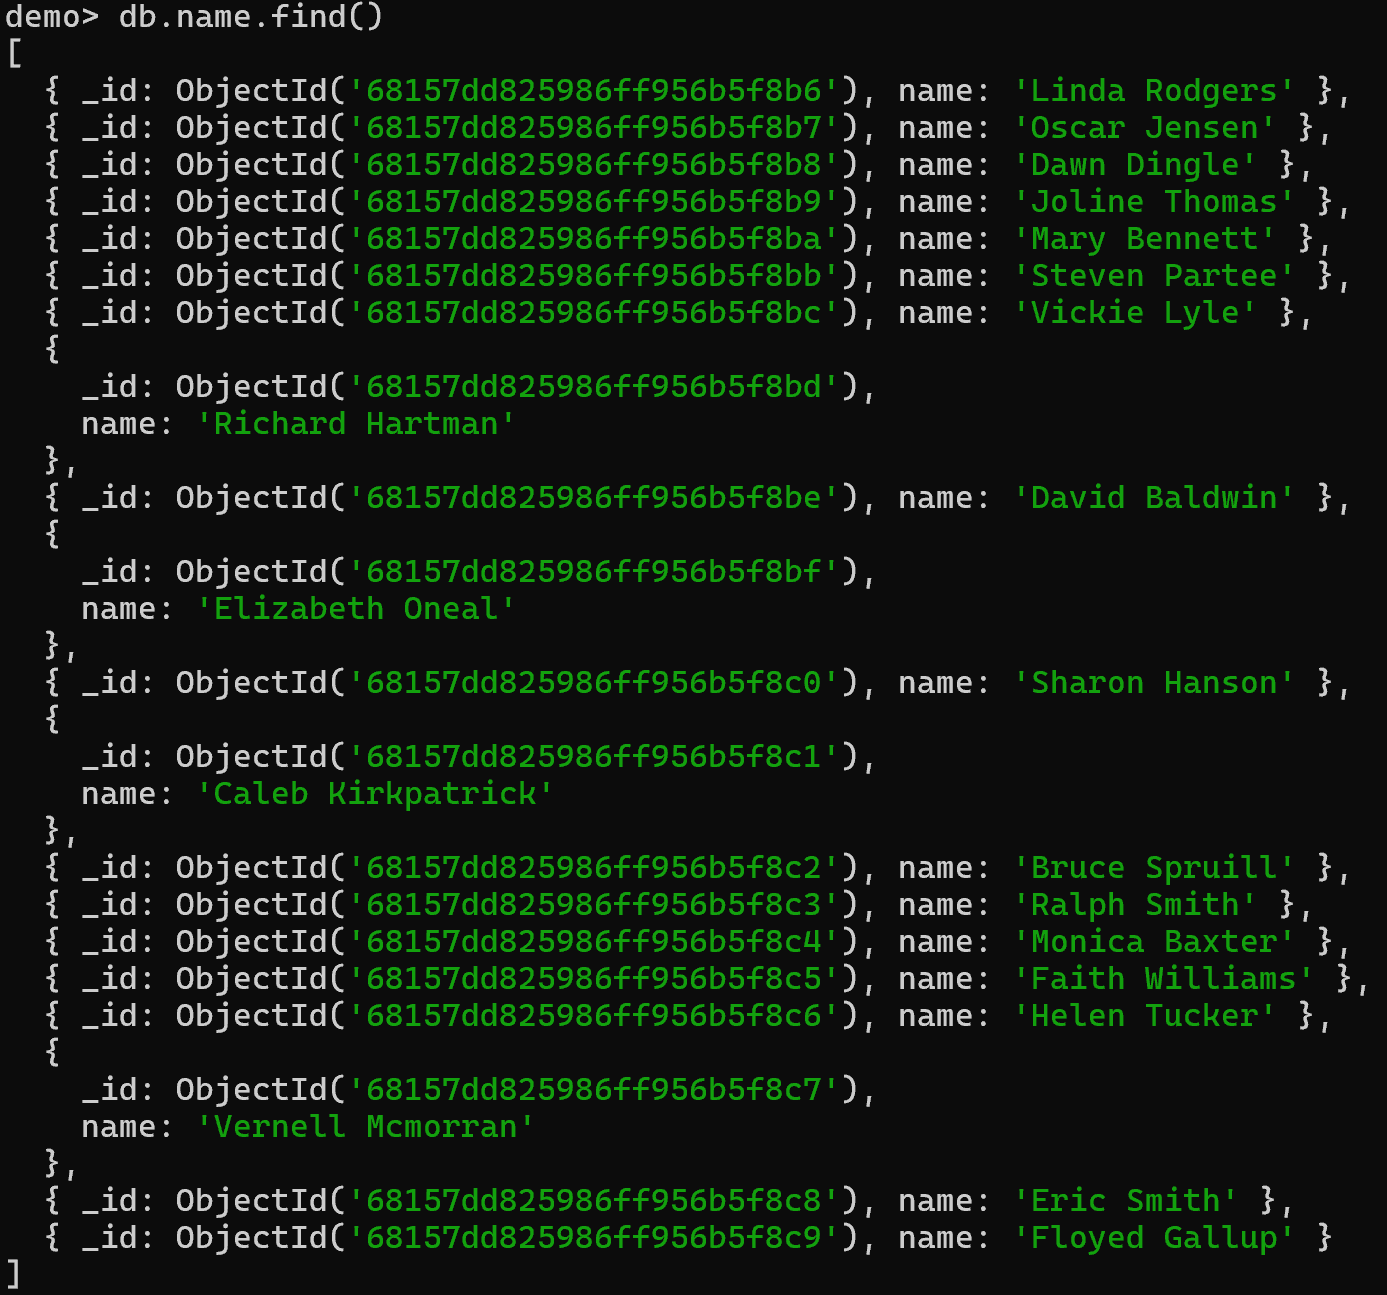 demo> db.name.find()
[
  { _id: ObjectId('68157dd825986ff956b5f8b6'), name: 'Linda Rodgers' },
  { _id: ObjectId('68157dd825986ff956b5f8b7'), name: 'Oscar Jensen' },
  { _id: ObjectId('68157dd825986ff956b5f8b8'), name: 'Dawn Dingle' },
  { _id: ObjectId('68157dd825986ff956b5f8b9'), name: 'Joline Thomas' },
  { _id: ObjectId('68157dd825986ff956b5f8ba'), name: 'Mary Bennett' },
  { _id: ObjectId('68157dd825986ff956b5f8bb'), name: 'Steven Partee' },
  { _id: ObjectId('68157dd825986ff956b5f8bc'), name: 'Vickie Lyle' },
  {
    _id: ObjectId('68157dd825986ff956b5f8bd'),
    name: 'Richard Hartman'
  },
  { _id: ObjectId('68157dd825986ff956b5f8be'), name: 'David Baldwin' },
  {
    _id: ObjectId('68157dd825986ff956b5f8bf'),
    name: 'Elizabeth Oneal'
  },
  { _id: ObjectId('68157dd825986ff956b5f8c0'), name: 'Sharon Hanson' },
  {
    _id: ObjectId('68157dd825986ff956b5f8c1'),
    name: 'Caleb Kirkpatrick'
  },
  { _id: ObjectId('68157dd825986ff956b5f8c2'), name: 'Bruce Spruill' },
  { _id: ObjectId('68157dd825986ff956b5f8c3'), name: 'Ralph Smith' },
  { _id: ObjectId('68157dd825986ff956b5f8c4'), name: 'Monica Baxter' },
  { _id: ObjectId('68157dd825986ff956b5f8c5'), name: 'Faith Williams' },
  { _id: ObjectId('68157dd825986ff956b5f8c6'), name: 'Helen Tucker' },
  {
    _id: ObjectId('68157dd825986ff956b5f8c7'),
    name: 'Vernell Mcmorran'
  },
  { _id: ObjectId('68157dd825986ff956b5f8c8'), name: 'Eric Smith' },
  { _id: ObjectId('68157dd825986ff956b5f8c9'), name: 'Floyed Gallup' }
]